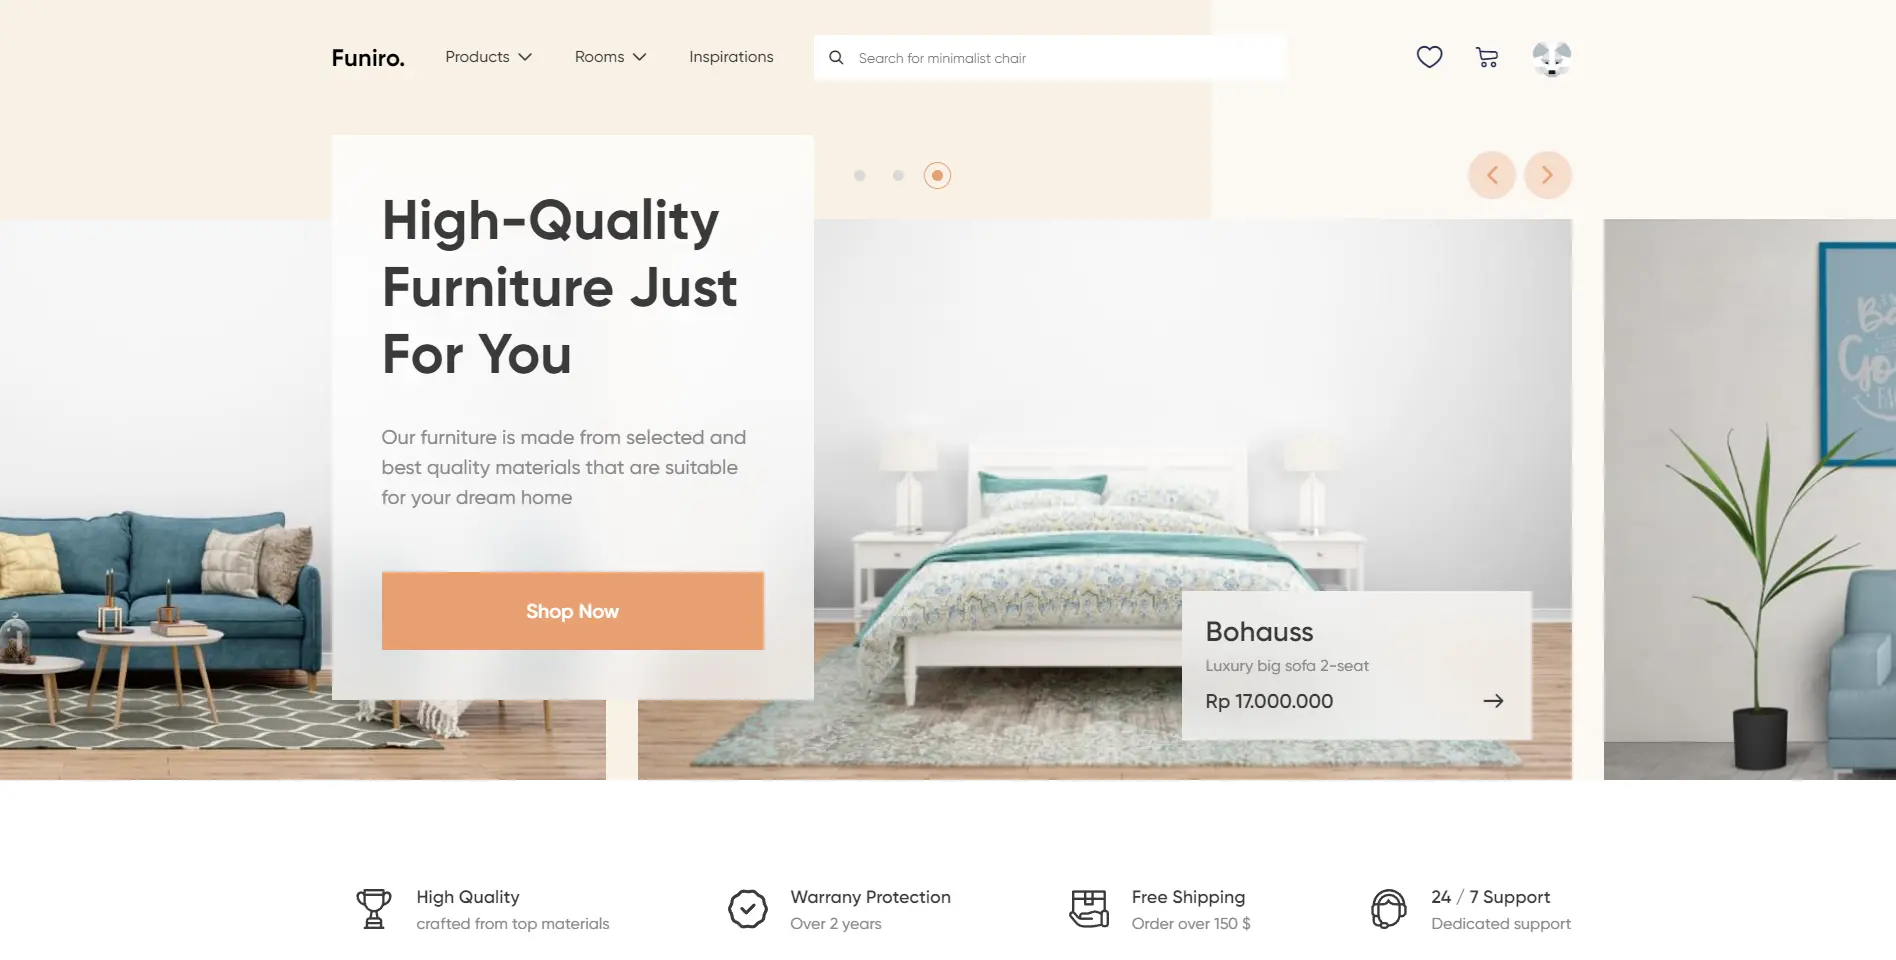 Funiro.
Products
Rooms
Inspirations
Search for minimalist chair
High-Quality
Furniture Just
For You
Our furniture is made from selected and
best quality materials that are suitable
for your dream home
Shop Now
Bohauss
Luxury big sofa 2-seat
Rp 17.000.000
High Quality
crafted from top materials
Warrany Protection
Over 2 years
Free Shipping
Order over 150 $
24 / 7 Support
Dedicated support